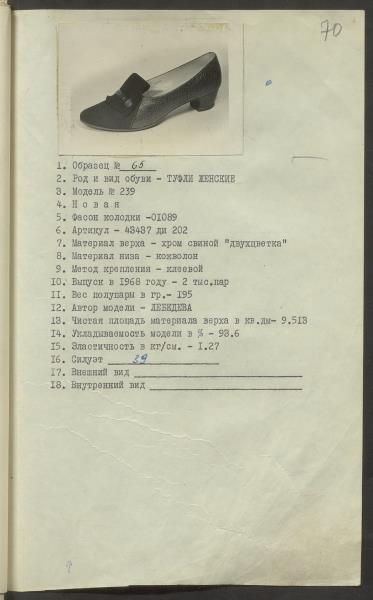 70
1. Образец № 65
2. Род и вид обуви - ТУФЛИ ЖЕНСКИЕ
3. Модель № 239
4. Н о в а я
5. Фасон колодки -01089
6. Артикул - 43437 ди 202
7. Материал верха - хром свиной "двухцветка"
8. Материал низа - кожволон
9. Метод крепления - клеевой
10. Выпуск в 1968 году - 2 тыс.пар
11. Вес полупары в гр.- 195
12. Автор модели - ЛЕБЕДЕВА
13. Чистая площадь материала верха в кв.дм- 9.513
14. Укладываемость модели в % - 93.6
15. Эластичность в кг/см. - 1.27
16. Силуэт 39
17. Внешний вид
18. Внутренний вид